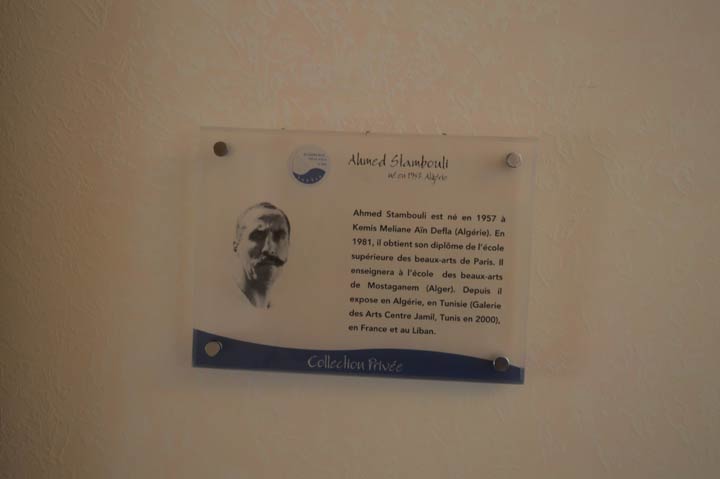 Ahmed Stambouli
né en 1957 Algérie
Ahmed Stambouli est né en 1957 à
Kemis Meliane Aïn Defla (Algérie). En
1981, il obtient son diplôme de l'école
supérieure des beaux-arts de Paris. Il
enseignera à l'école des beaux-arts
de Mostaganem (Alger). Depuis il
expose en Algérie, en Tunisie (Galerie
des Arts Centre Jamil, Tunis en 2000),
en France et au Liban.
Collection Privée